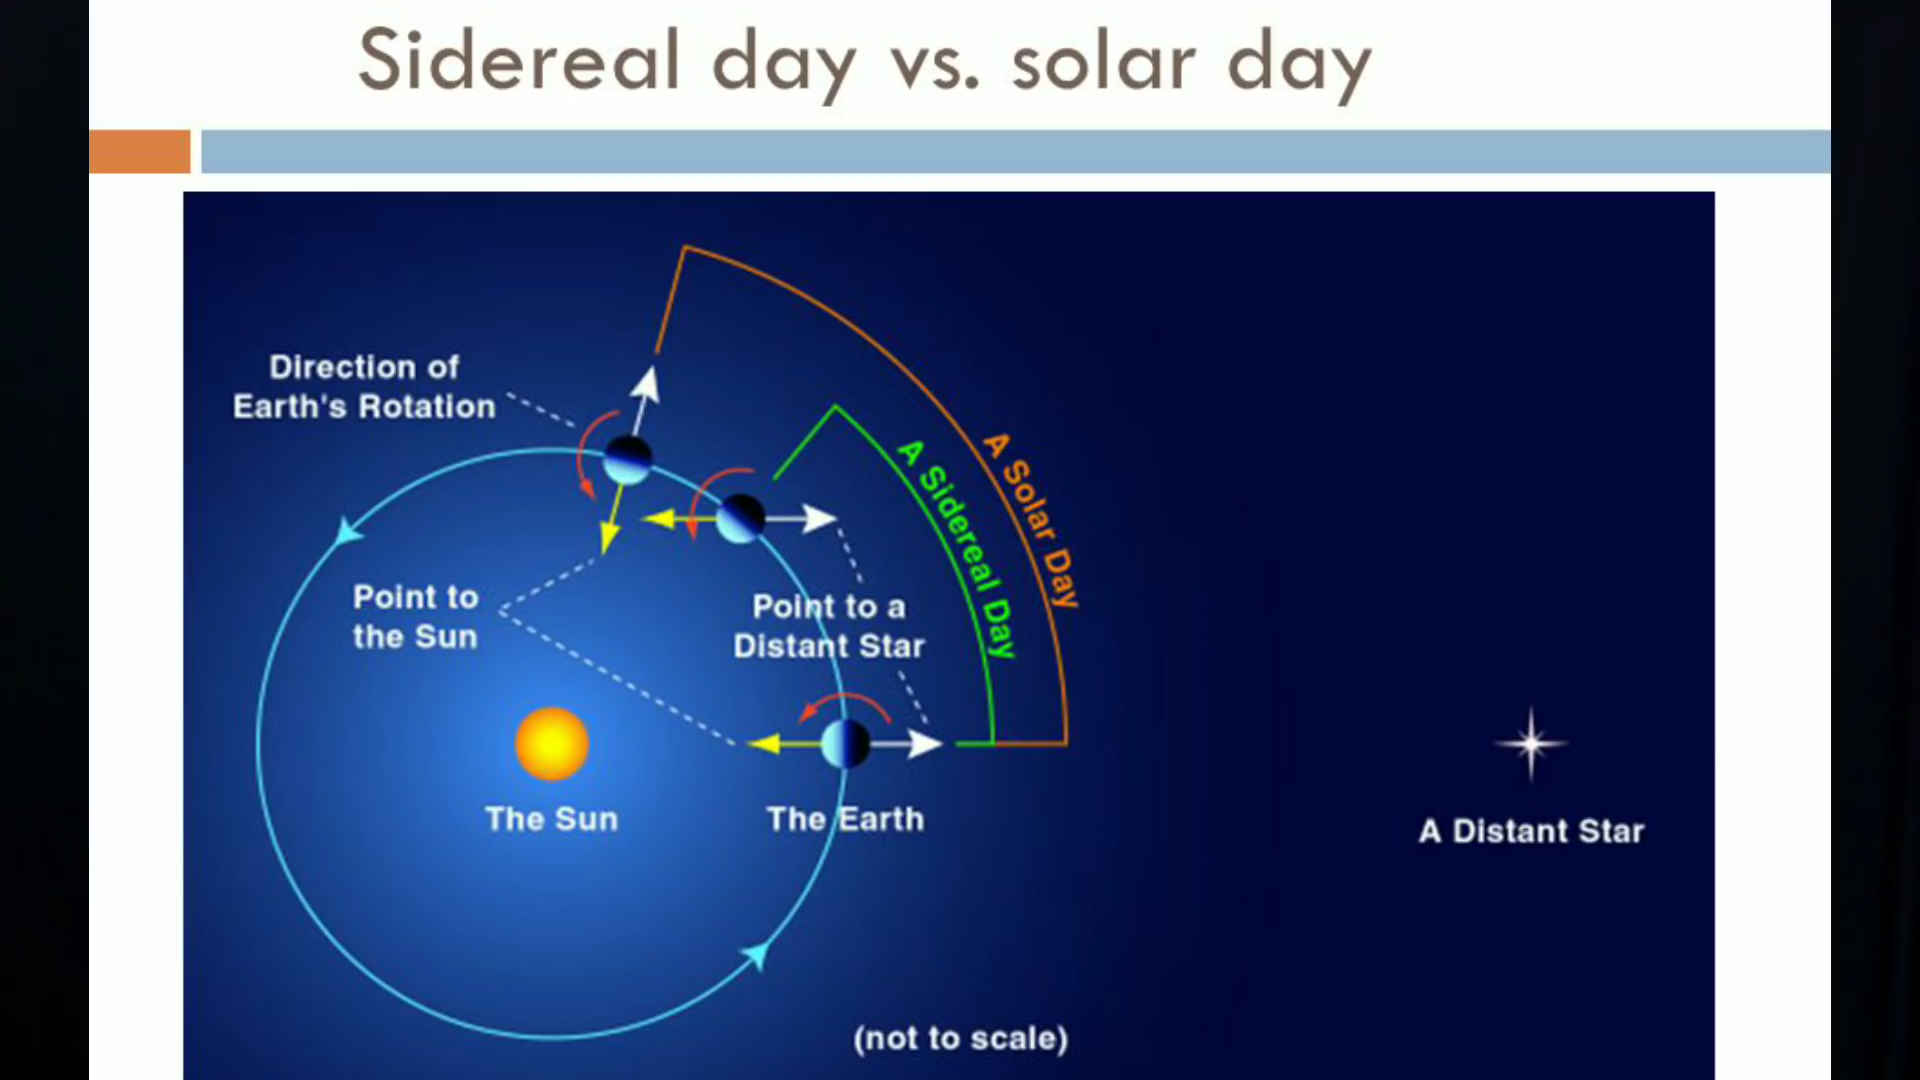 Sidereal day vs. solar day
Direction of
Earth's Rotation
A Solar Day
A Sidereal Day
Point to
the Sun
Point to a
Distant Star
The Sun
The Earth
A Distant Star
(not to scale)